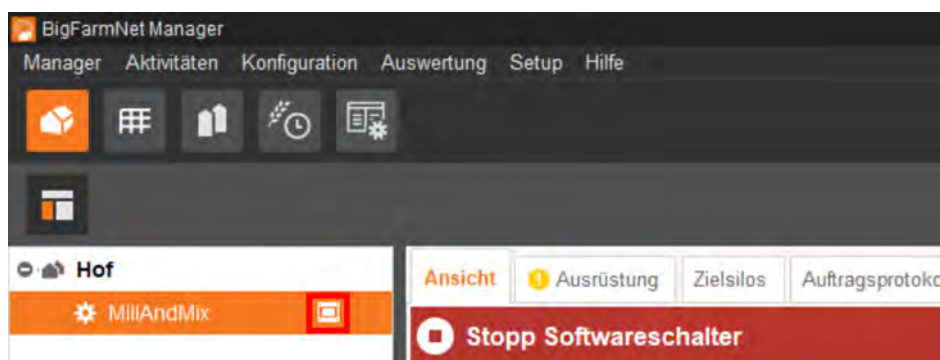 BigFarmNet Manager
Manager Aktivitäten Konfiguration Auswertung Setup Hilfe
Hof
Ansicht Ausrüstung Zielsilos
MillAndMix
Stopp Softwareschalter